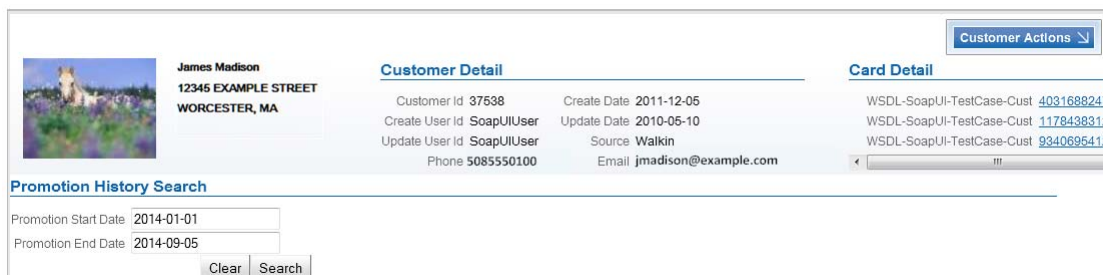 Customer Actions
James Madison
12345 EXAMPLE STREET
WORCESTER, MA
Customer Detail
Customer Id 37538 Create Date 2011-12-05
Create User Id SoapUIUser Update Date 2010-05-10
Update User Id SoapUIUser Source Walkin
Phone 5085550100 Email jmadison@example.com
Card Detail
WSDL-SoapUI-TestCase-Cust 403168824
WSDL-SoapUI-TestCase-Cust 117843831
WSDL-SoapUI-TestCase-Cust 934069541
Promotion History Search
Promotion Start Date 2014-01-01
Promotion End Date 2014-09-05
Clear Search